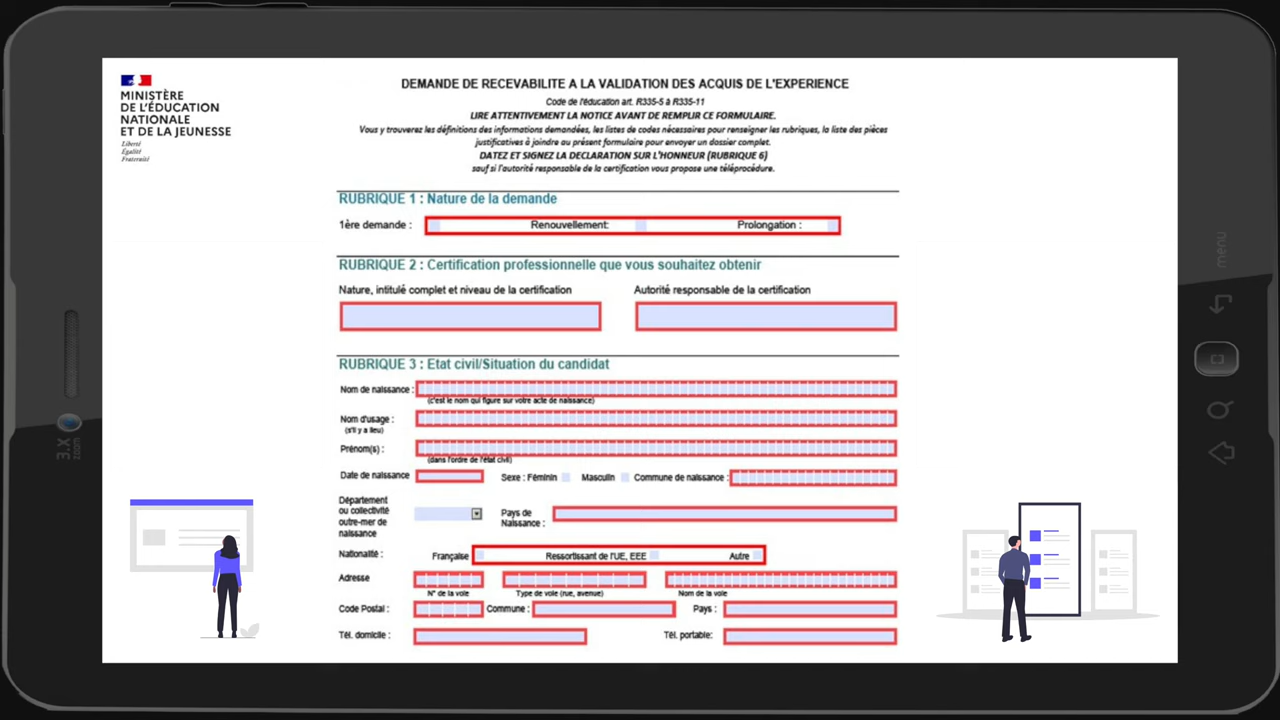 MINISTÈRE
DE L'ÉDUCATION
NATIONALE
ET DE LA JEUNESSE
Liberté
Égalité
Fraternité
DEMANDE DE RECEVABILITE A LA VALIDATION DES ACQUIS DE L'EXPERIENCE
Code de l'éducation art. R335-5 à R335-11
LIRE ATTENTIVEMENT LA NOTICE AVANT DE REMPLIR CE FORMULAIRE.
Vous y trouverez les définitions des informations demandées, les listes de codes nécessaires pour renseigner les rubriques, la liste des pièces
justificatives à joindre au présent formulaire pour envoyer un dossier complet.
DATEZ ET SIGNEZ LA DECLARATION SUR L'HONNEUR (RUBRIQUE 6)
sauf si l'autorité responsable de la certification vous propose une téléprocédure.
RUBRIQUE 1 : Nature de la demande
1ère demande : Renouvellement: Prolongation :
RUBRIQUE 2 : Certification professionnelle que vous souhaitez obtenir
Nature, intitulé complet et niveau de la certification Autorité responsable de la certification
RUBRIQUE 3 : Etat civil/Situation du candidat
Nom de naissance :
(c'est le nom qui figure sur votre acte de naissance)
Nom d'usage :
(s'il y a lieu)
Prénom(s) :
(dans l'ordre de l'état civil)
Date de naissance Sexe : Féminin Masculin Commune de naissance :
Département
ou collectivité
outre-mer de
naissance
Pays de
Naissance :
Nationalité : Française Ressortissant de l'UE, EEE Autre
Adresse
N° de la voie Type de voie (rue, avenue) Nom de la voie
Code Postal : Commune : Pays :
Tél. domicile : Tél. portable:
menu
3.X
zoom